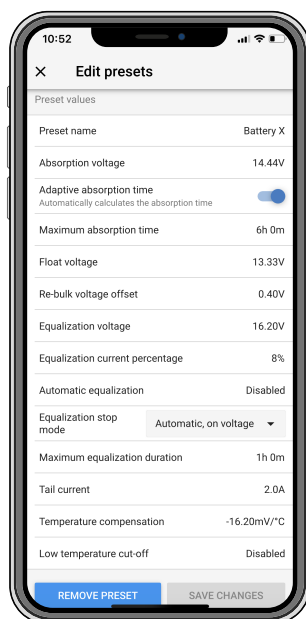 10:52
× Edit presets
Preset values
Preset name Battery X
Absorption voltage 14.44V
Adaptive absorption time
Automatically calculates the absorption time
Maximum absorption time 6h 0m
Float voltage 13.33V
Re-bulk voltage offset 0.40V
Equalization voltage 16.20V
Equalization current percentage 8%
Automatic equalization Disabled
Equalization stop
mode Automatic, on voltage
Maximum equalization duration 1h 0m
Tail current 2.0A
Temperature compensation -16.20mV/°C
Low temperature cut-off Disabled
REMOVE PRESET SAVE CHANGES